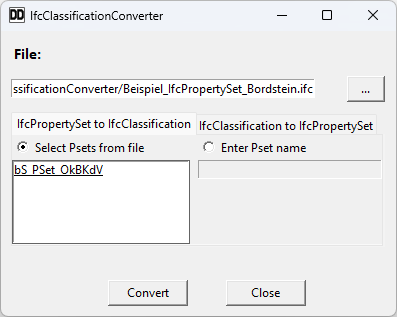 DD IfcClassificationConverter
File:
ssificationConverter/Beispiel_IfcPropertySet_Bordstein.ifc ...
IfcPropertySet to IfcClassification IfcClassification to IfcPropertySet
Select Psets from file Enter Pset name
bS_PSet_OkBKdV
Convert Close